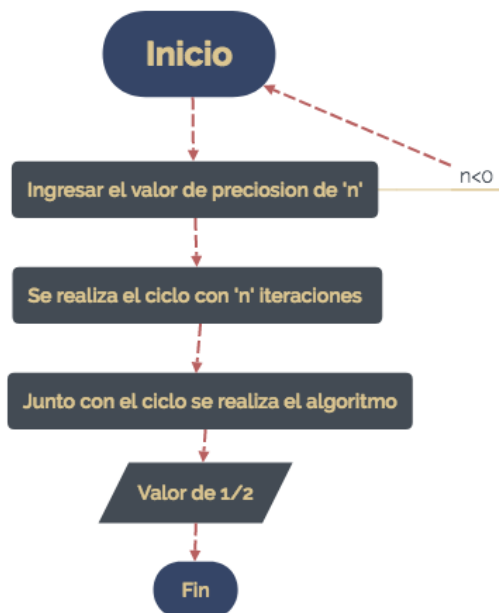 Inicio
n<0
Ingresar el valor de preciosion de 'n'
Se realiza el ciclo con 'n' iteraciones
Junto con el ciclo se realiza el algoritmo
Valor de 1/2
Fin